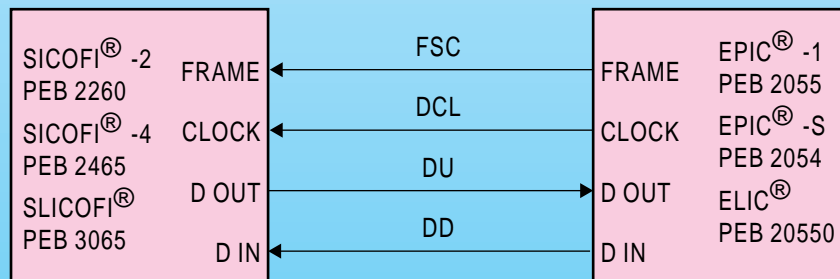 SICOFI® -2
PEB 2260
SICOFI® -4
PEB 2465
SLICOFI®
PEB 3065
FRAME
CLOCK
D OUT
D IN
FSC
DCL
DU
DD
FRAME
CLOCK
D OUT
D IN
EPIC® -1
PEB 2055
EPIC® -S
PEB 2054
ELIC®
PEB 20550